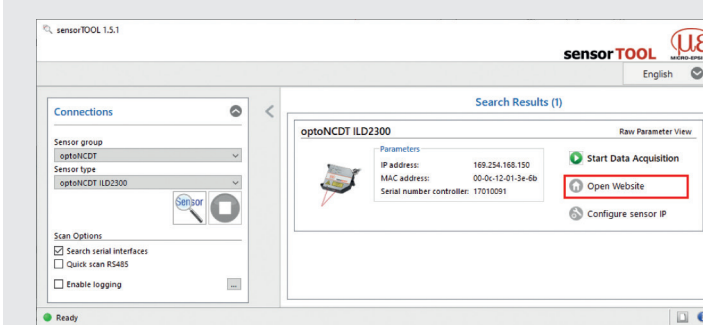 sensorTOOL 1.5.1
sensorTOOL
MICRO-EPSI
English
Connections
Sensor group
optoNCDT
Sensor type
optoNCDT ILD2300
Sensor
Scan Options
Search serial interfaces
Quick scan RS485
Enable logging
...
Search Results (1)
optoNCDT ILD2300
Raw Parameter View
Parameters
IP address: 169.254.168.150
MAC address: 00-0c-12-01-3e-6b
Serial number controller: 17010091
Start Data Acquisition
Open Website
Configure sensor IP
Ready